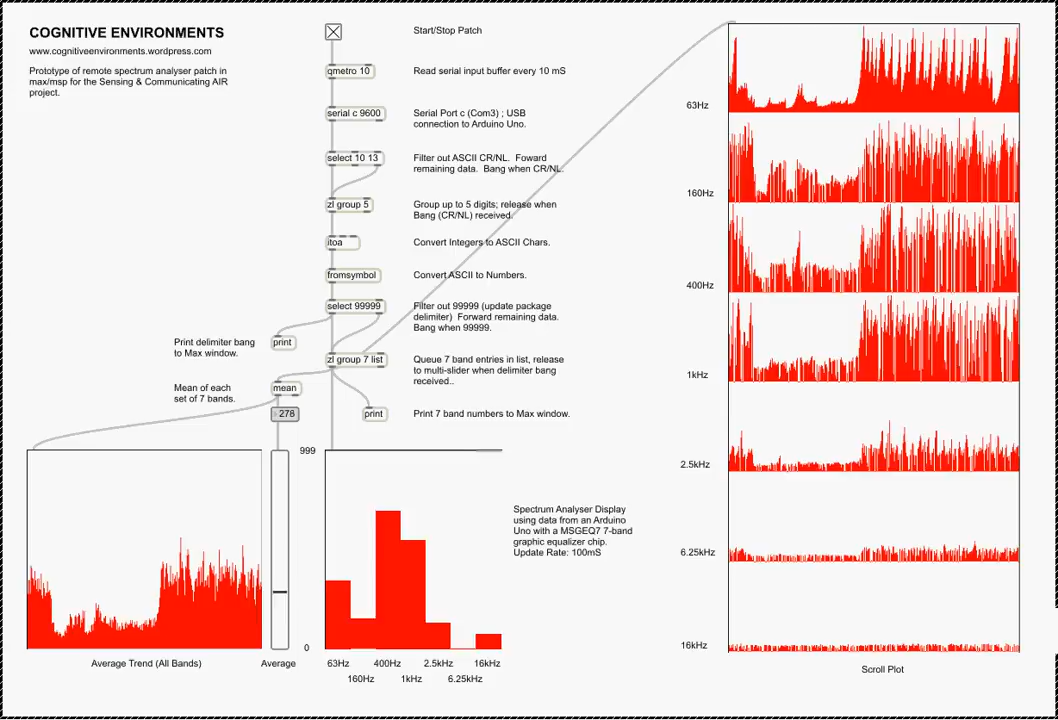 COGNITIVE ENVIRONMENTS
www.cognitiveenvironments.wordpress.com
Prototype of remote spectrum analyser patch in
max/msp for the Sensing & Communicating AIR
project.
Start/Stop Patch
qmetro 10
Read serial input buffer every 10 mS
serial c 9600
Serial Port c (Com3) ; USB
connection to Arduino Uno.
select 10 13
Filter out ASCII CR/NL. Foward
remaining data. Bang when CR/NL.
zl group 5
Group up to 5 digits; release when
Bang (CR/NL) received.
itoa
Convert Integers to ASCII Chars.
fromsymbol
Convert ASCII to Numbers.
select 99999
Filter out 99999 (update package
delimiter) Forward remaining data.
Bang when 99999.
Print delimiter bang
to Max window.
print
zl group 7 list
Queue 7 band entries in list, release
to multi-slider when delimiter bang
received..
Mean of each
set of 7 bands.
mean
278
print
Print 7 band numbers to Max window.
999
0
Spectrum Analyser Display
using data from an Arduino
Uno with a MSGEQ7 7-band
graphic equalizer chip.
Update Rate: 100mS
Average Trend (All Bands)
Average
63Hz
400Hz
2.5kHz
16kHz
160Hz
1kHz
6.25kHz
63Hz
160Hz
400Hz
1kHz
2.5kHz
6.25kHz
16kHz
Scroll Plot